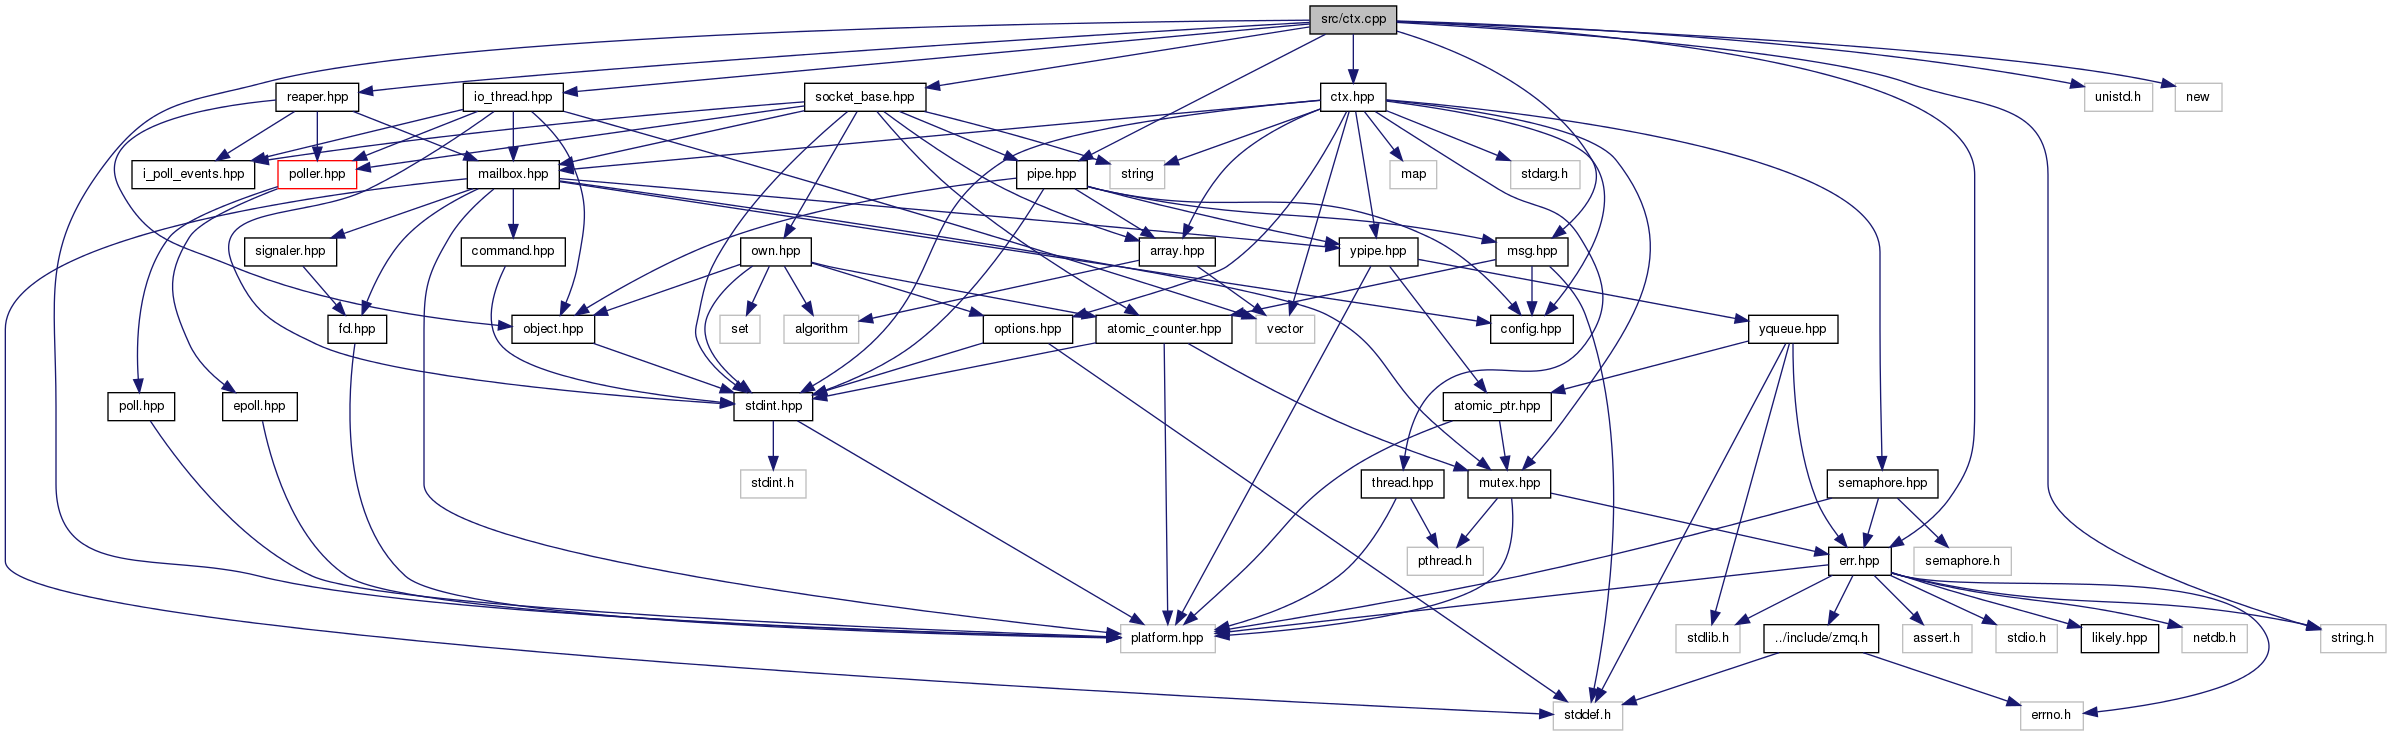 src/ctx.cpp
reaper.hpp
io_thread.hpp
socket_base.hpp
ctx.hpp
unistd.h
new
i_poll_events.hpp
poller.hpp
mailbox.hpp
pipe.hpp
string
map
stdarg.h
signaler.hpp
command.hpp
own.hpp
array.hpp
ypipe.hpp
msg.hpp
fd.hpp
object.hpp
set
algorithm
options.hpp
atomic_counter.hpp
vector
config.hpp
yqueue.hpp
poll.hpp
epoll.hpp
stdint.hpp
atomic_ptr.hpp
stdint.h
thread.hpp
mutex.hpp
semaphore.hpp
pthread.h
err.hpp
semaphore.h
platform.hpp
stdlib.h
../include/zmq.h
assert.h
stdio.h
likely.hpp
netdb.h
string.h
stddef.h
errno.h